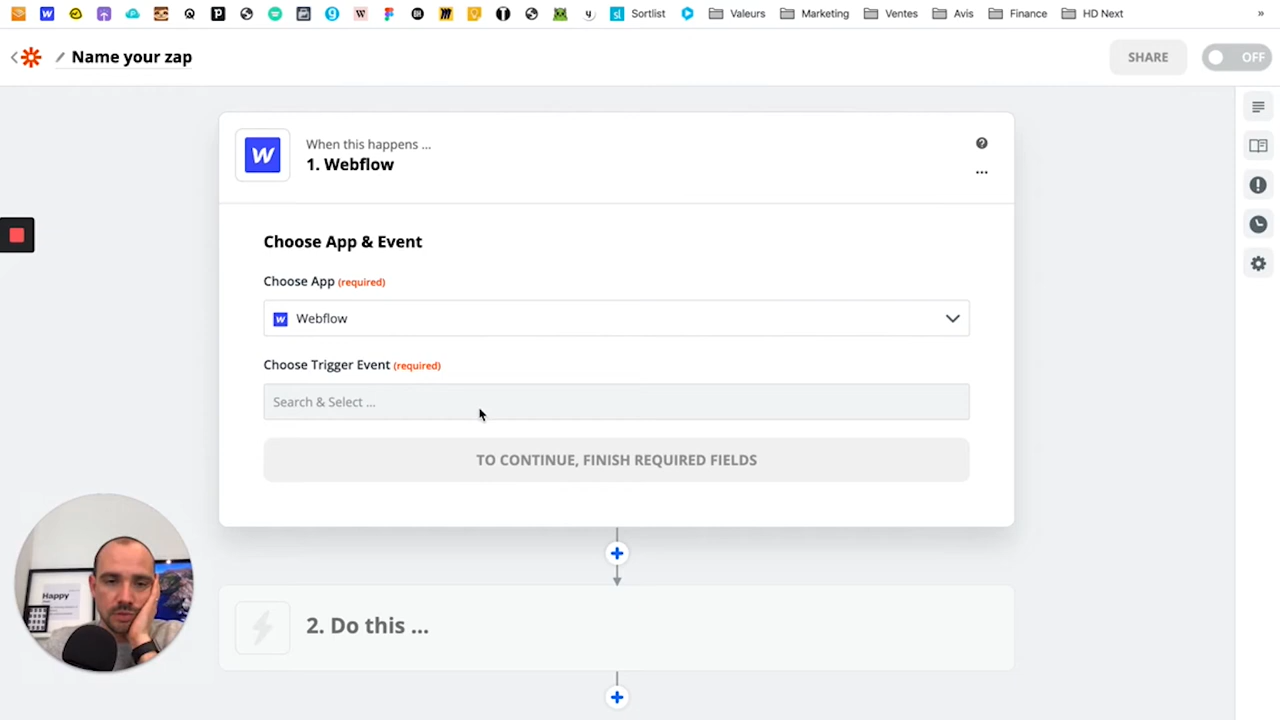 Sortlist
Valeurs
Marketing
Ventes
Avis
Finance
HD Next
»
Name your zap
SHARE
OFF
When this happens ...
1. Webflow
...
Choose App & Event
Choose App (required)
Webflow
Choose Trigger Event (required)
Search & Select ...
TO CONTINUE, FINISH REQUIRED FIELDS
Happy
2. Do this ...